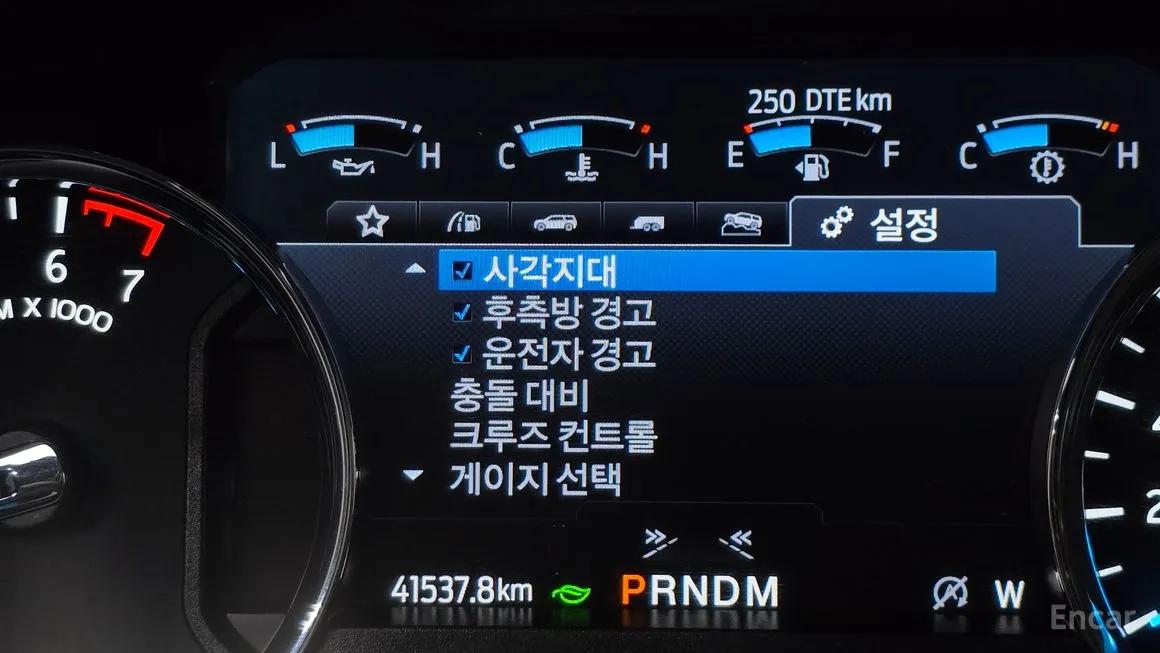 250 DTE km
L H C H E F C H
설정
사각지대
후측방 경고
운전자 경고
충돌 대비
크루즈 컨트롤
게이지 선택
6 7
X 1000
41537.8 km PRNDM W
Encar